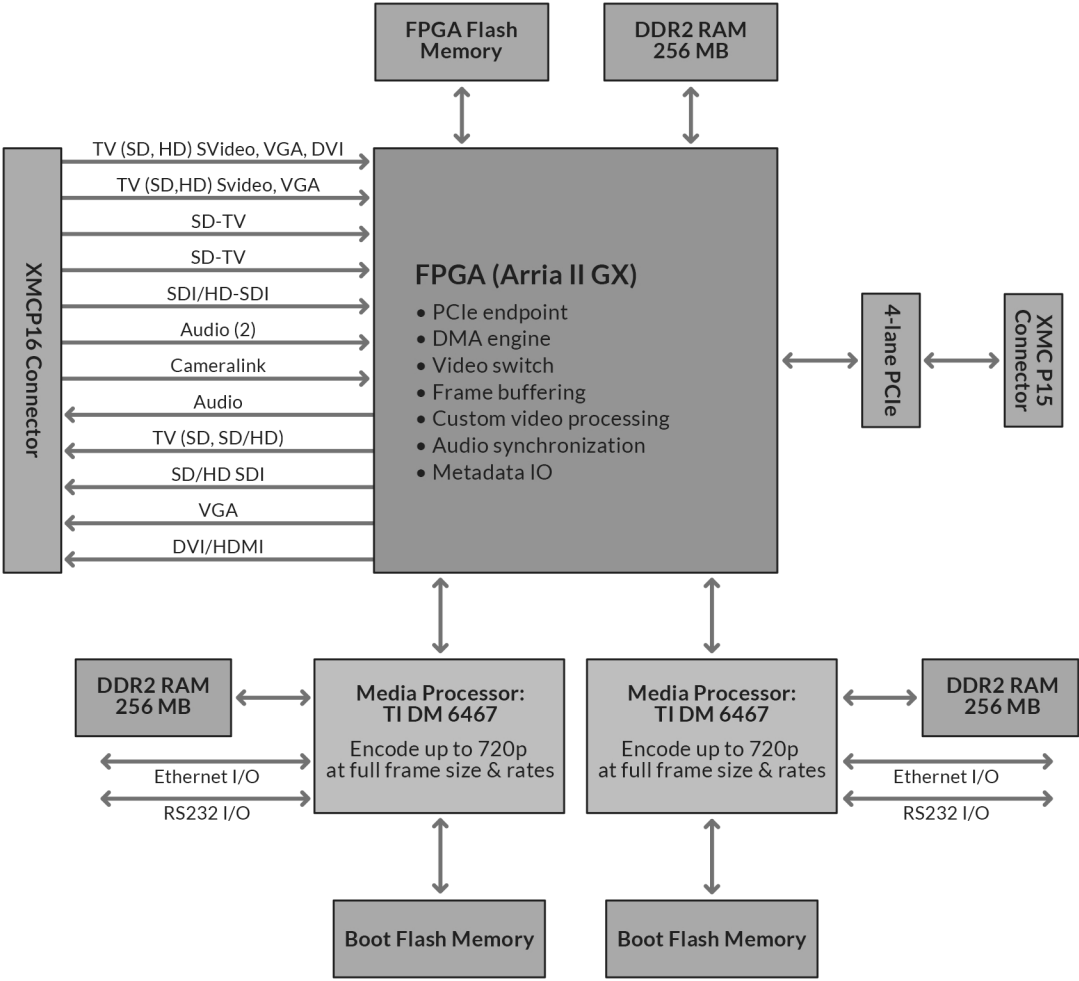 FPGA Flash
Memory
DDR2 RAM
256 MB
TV (SD, HD) SVideo, VGA, DVI
TV (SD,HD) Svideo, VGA
SD-TV
SD-TV
SDI/HD-SDI
Audio (2)
Cameralink
Audio
TV (SD, SD/HD)
SD/HD SDI
VGA
DVI/HDMI
XMCP16 Connector
FPGA (Arria II GX)
• PCIe endpoint
• DMA engine
• Video switch
• Frame buffering
• Custom video processing
• Audio synchronization
• Metadata IO
4-lane PCIe
XMC P15
Connector
DDR2 RAM
256 MB
Ethernet I/O
RS232 I/O
Media Processor:
TI DM 6467
Encode up to 720p
at full frame size & rates
Media Processor:
TI DM 6467
Encode up to 720p
at full frame size & rates
DDR2 RAM
256 MB
Ethernet I/O
RS232 I/O
Boot Flash Memory
Boot Flash Memory